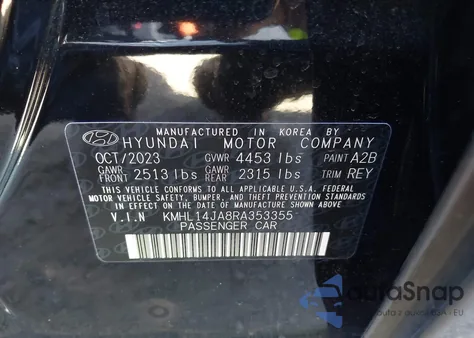 MANUFACTURED IN KOREA BY
HYUNDAI MOTOR COMPANY
OCT/2023 GVWR 4453 lbs PAINT A2B
GAWR FRONT 2513 lbs GAWR REAR 2315 lbs TRIM REY
THIS VEHICLE CONFORMS TO ALL APPLICABLE U.S.A. FEDERAL
MOTOR VEHICLE SAFETY, BUMPER, AND THEFT PREVENTION
STANDARDS IN EFFECT ON THE DATE OF MANUFACTURE SHOWN ABOVE.
V.I.N KMHL14JA8RA353355
PASSENGER CAR
autoSnap